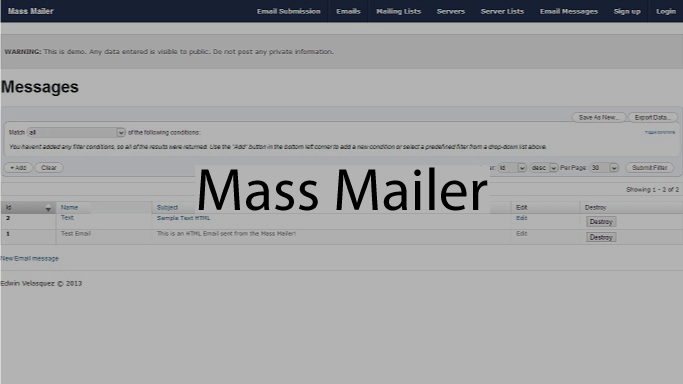 Mass Mailer Email Submission Emails Mailing Lists Servers Server Lists Email Messages Sign up Login
WARNING: This is demo. Any data entered is visible to public. Do not post any private information.
Messages
Save As New... Export Data...
Match all of the following conditions:
You haven't added any filter conditions, so all of the results were returned. Use the "Add" button in the bottom left corner to add a new condition or select a predefined filter from a drop-down list above.
+ Add Clear id desc Per Page: 30 Submit Filter
Mass Mailer
Showing 1 - 2 of 2
Id Name Subject Edit Destroy
2 Text Sample Text HTML Edit Destroy
1 Test Email This is an HTML Email sent from the Mass Mailer! Edit Destroy
New Email message
Edwin Velasquez © 2013